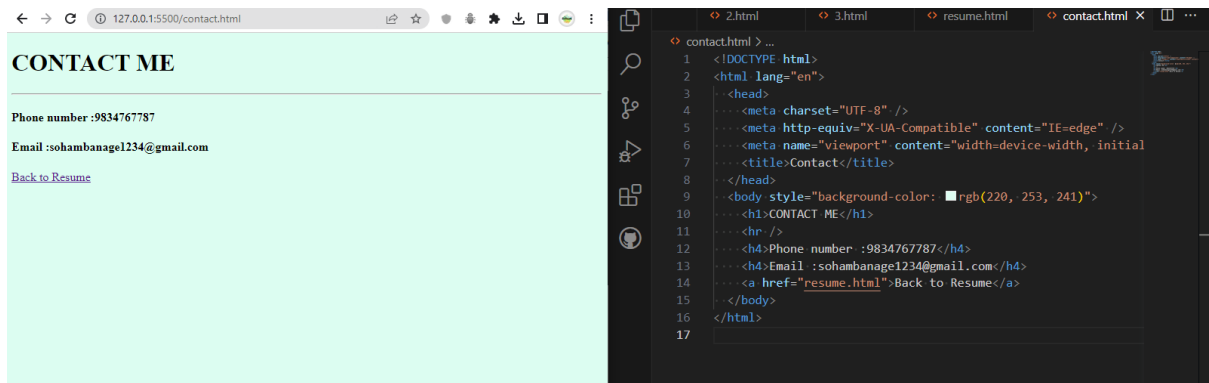 127.0.0.1:5500/contact.html
CONTACT ME
Phone number :9834767787
Email :sohambanage1234@gmail.com
Back to Resume
2.html 3.html resume.html contact.html
contact.html > ...
1 <!DOCTYPE html>
2 <html lang="en">
3 <head>
4 <meta charset="UTF-8" />
5 <meta http-equiv="X-UA-Compatible" content="IE=edge" />
6 <meta name="viewport" content="width=device-width, initial
7 <title>Contact</title>
8 </head>
9 <body style="background-color: rgb(220, 253, 241)">
10 <h1>CONTACT ME</h1>
11 <hr />
12 <h4>Phone number :9834767787</h4>
13 <h4>Email :sohambanage1234@gmail.com</h4>
14 <a href="resume.html">Back to Resume</a>
15 </body>
16 </html>
17